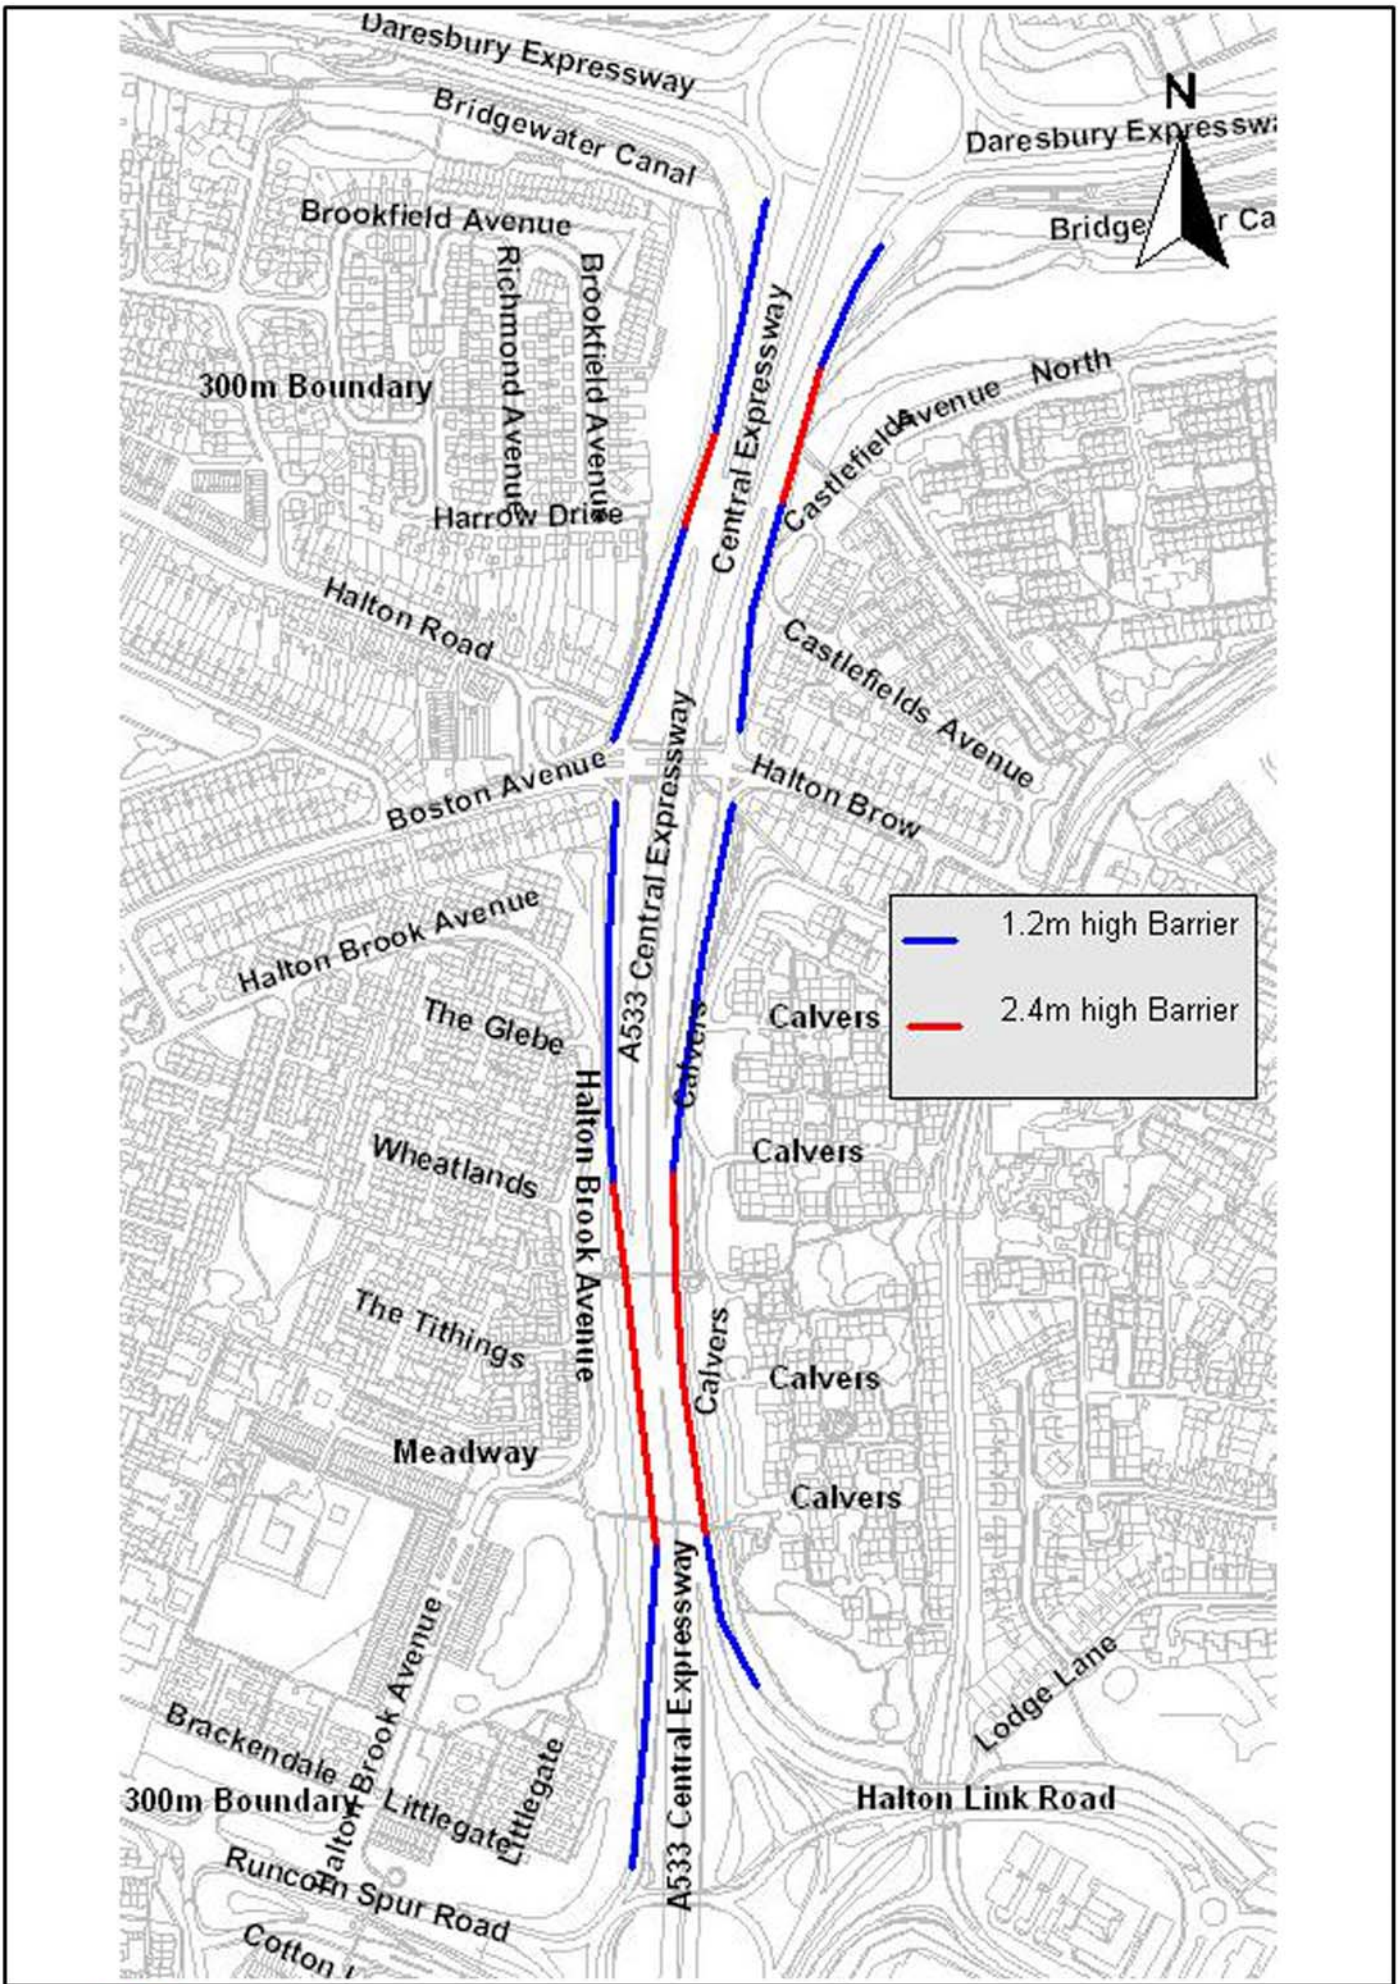 Daresbury Expressway
N
Bridgewater Canal
Daresbury Expressw
Brookfield Avenue
Bridge r Ca
Richmond Avenue
Brookfield Avenue
Central Expressway
300m Boundary
Avenue North
Castlefields
Harrow Drive
Halton Road
Castlefields Avenue
Central Expressway
Boston Avenue
Halton Brow
A533
Halton Brook Avenue
1.2m high Barrier
The Glebe
Calvers
Calvers
2.4m high Barrier
Halton Brook Avenue
Wheatlands
Calvers
The Tithings
Calvers
Calvers
Meadway
Calvers
A533 Central Expressway
Halton Brook Avenue
Lodge Lane
Brackendale
Littlegate
Littlegate
300m Boundary
Halton Link Road
Runcorn Spur Road
Cotton